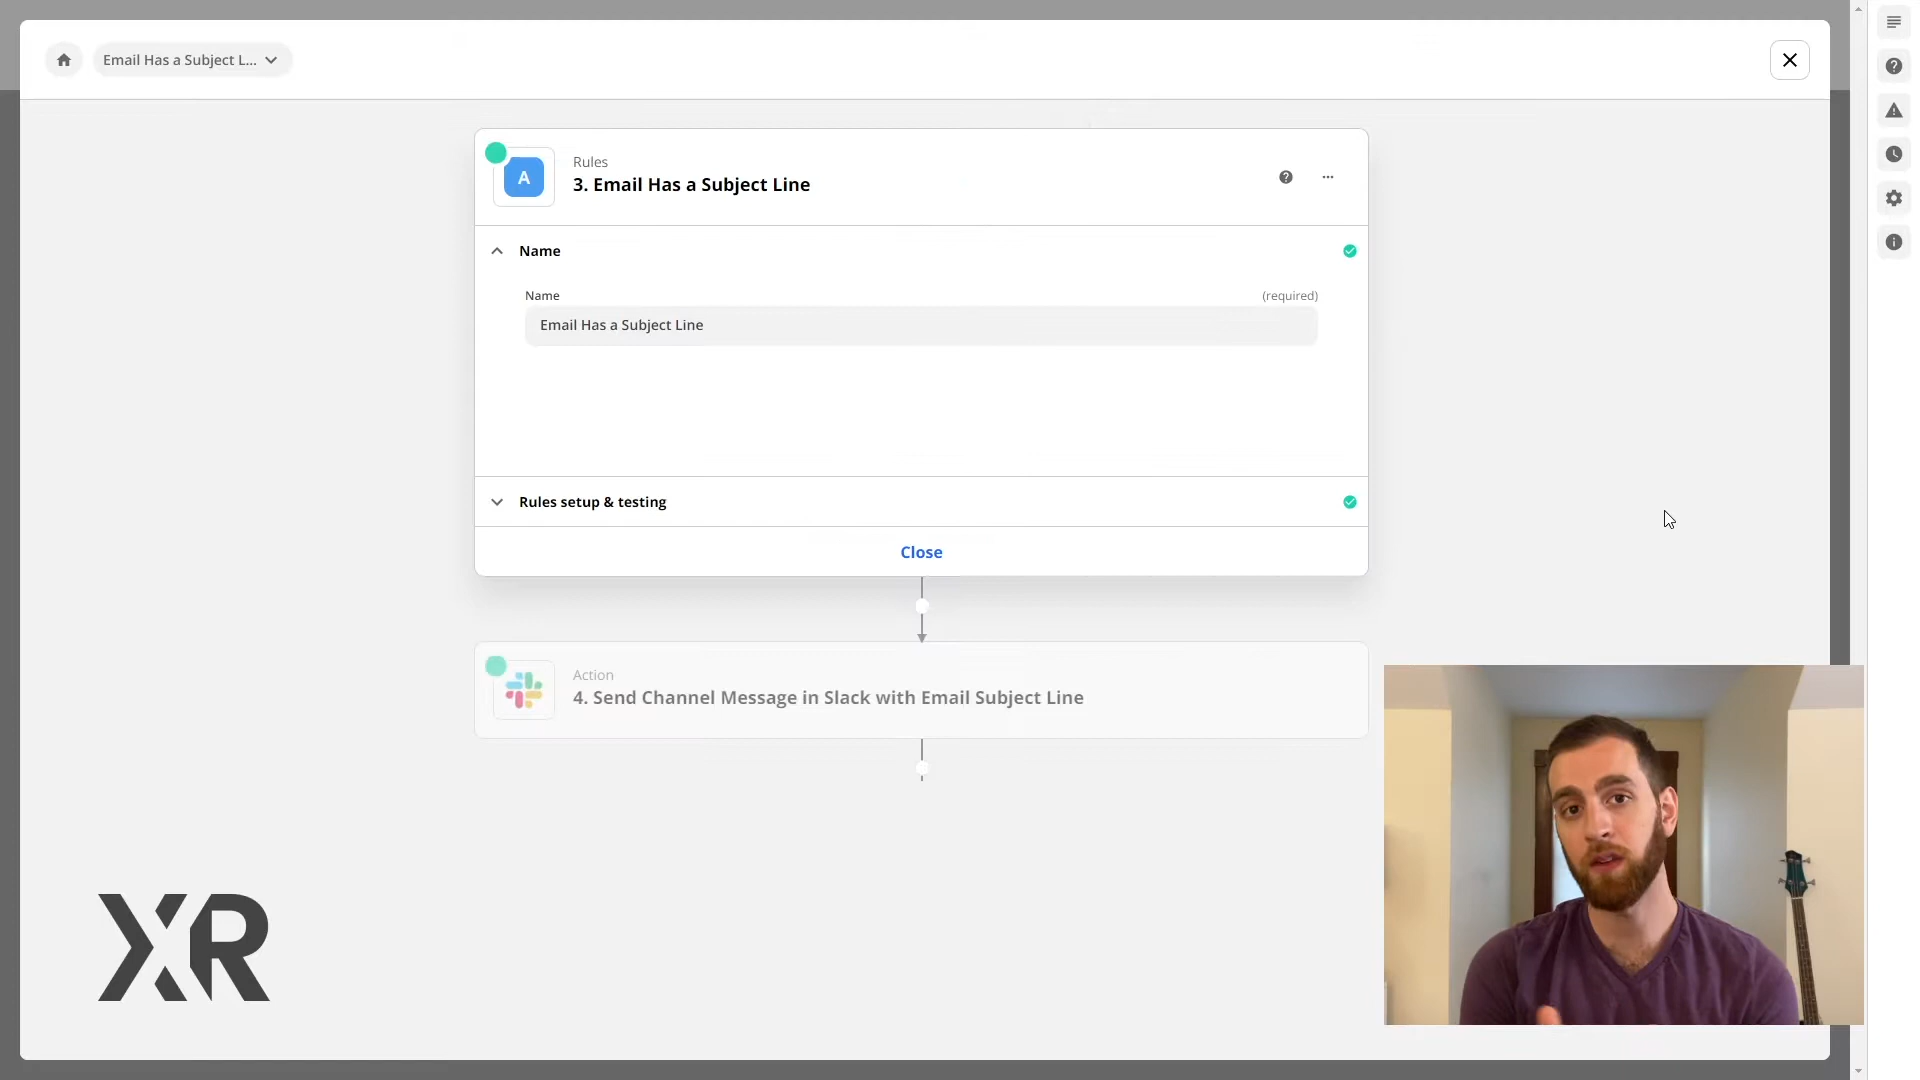 Email Has a Subject L...
A
Rules
3. Email Has a Subject Line
Name
Name
(required)
Email Has a Subject Line
Rules setup & testing
Close
Action
4. Send Channel Message in Slack with Email Subject Line
XR